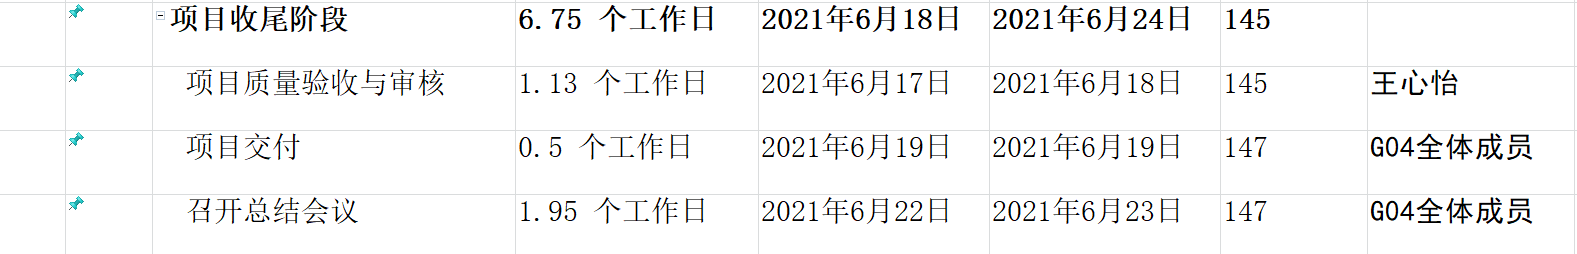 项目收尾阶段 6.75 个工作日 2021年6月18日 2021年6月24日 145
项目质量验收与审核 1.13 个工作日 2021年6月17日 2021年6月18日 145 王心怡
项目交付 0.5 个工作日 2021年6月19日 2021年6月19日 147 G04全体成员
召开总结会议 1.95 个工作日 2021年6月22日 2021年6月23日 147 G04全体成员